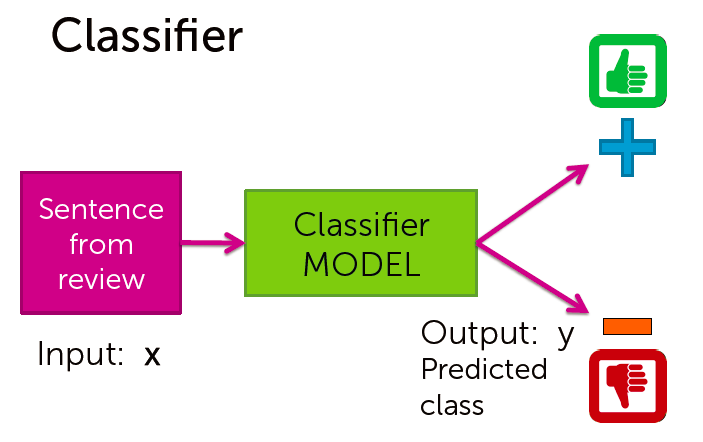 Classifier
Sentence
from
review
Classifier
MODEL
Input: x
Output: y
Predicted
class